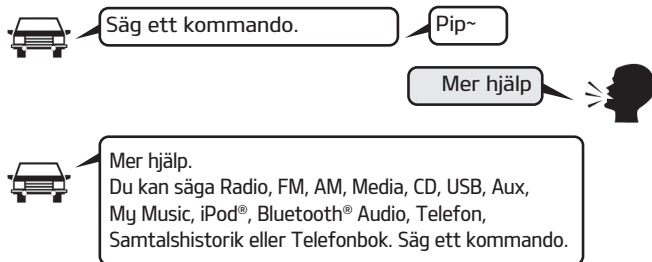 Säg ett kommando.
Pip~
Mer hjälp
Mer hjälp.
Du kan säga Radio, FM, AM, Media, CD, USB, Aux,
My Music, iPod®, Bluetooth® Audio, Telefon,
Samtalshistorik eller Telefonbok. Säg ett kommando.